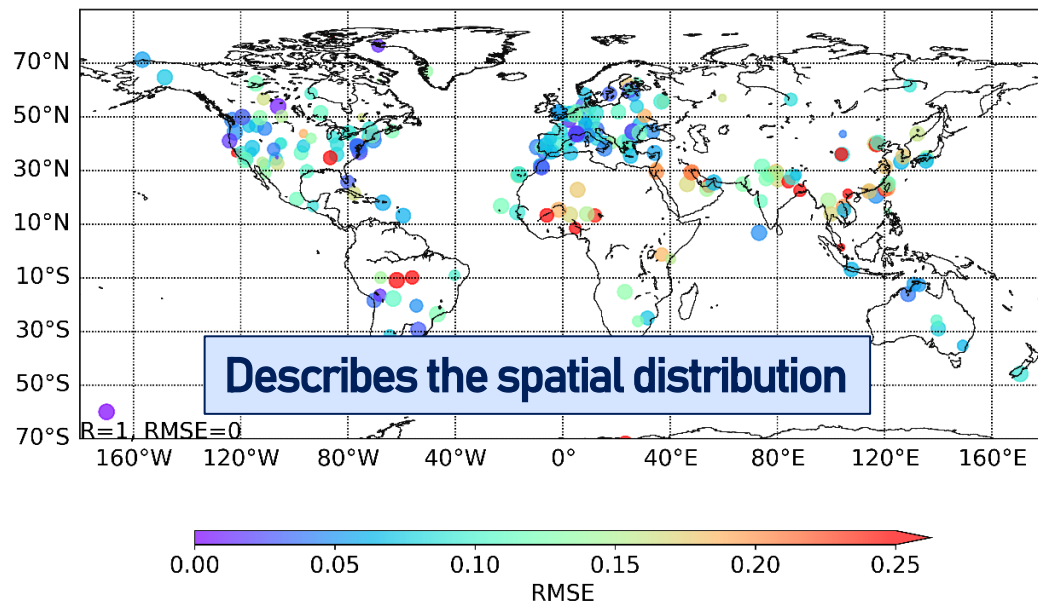 70°N
50°N
30°N
10°N
10°S
30°S
50°S
70°S
Describes the spatial distribution
R=1, RMSE=0
160°W 120°W 80°W 40°W 0° 40°E 80°E 120°E 160°E
0.00 0.05 0.10 0.15 0.20 0.25
RMSE